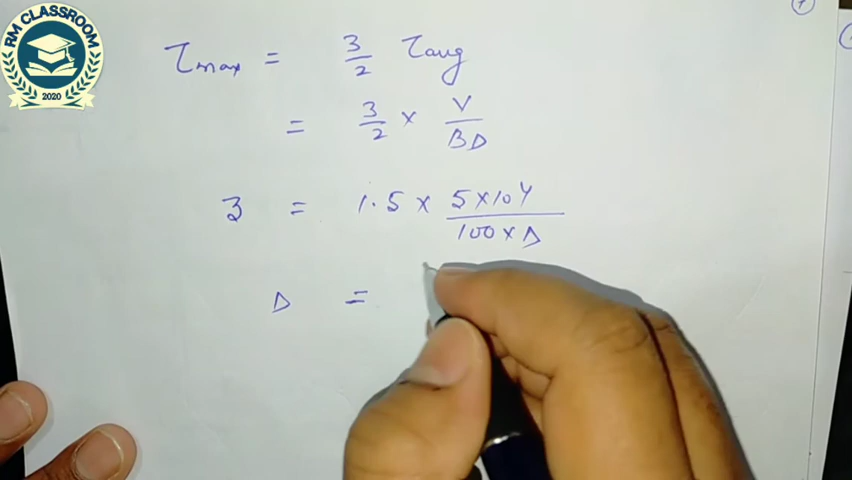 RM CLASSROOM
2020
τmax = 3/2 τavg
= 3/2 × V/BD
3 = 1.5 × 5×10⁴/100×D
D =